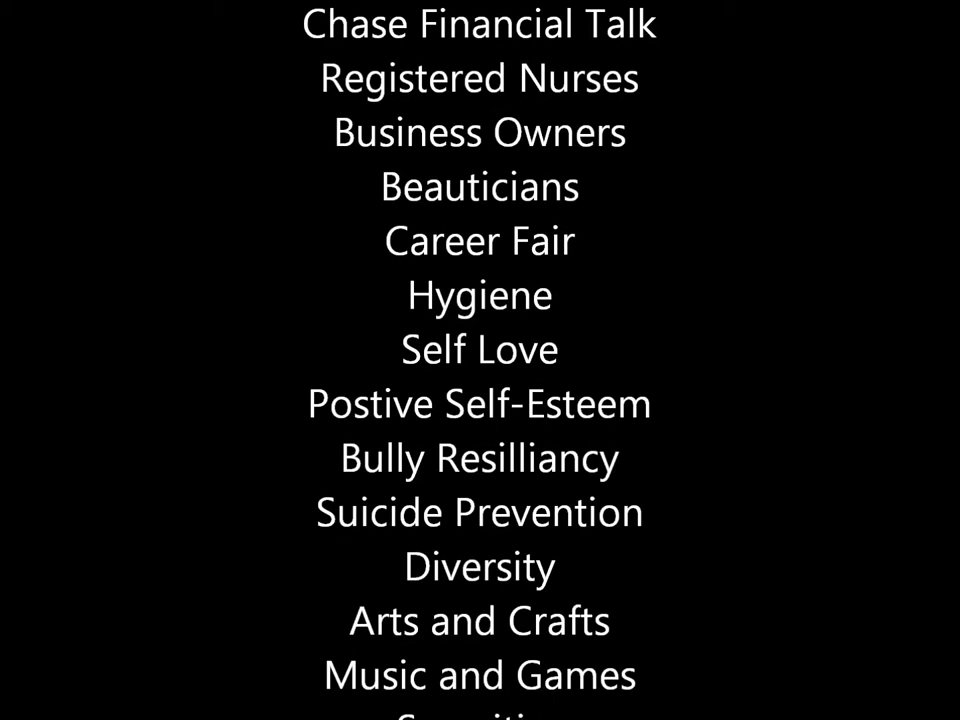 Chase Financial Talk
Registered Nurses
Business Owners
Beauticians
Career Fair
Hygiene
Self Love
Postive Self-Esteem
Bully Resilliancy
Suicide Prevention
Diversity
Arts and Crafts
Music and Games